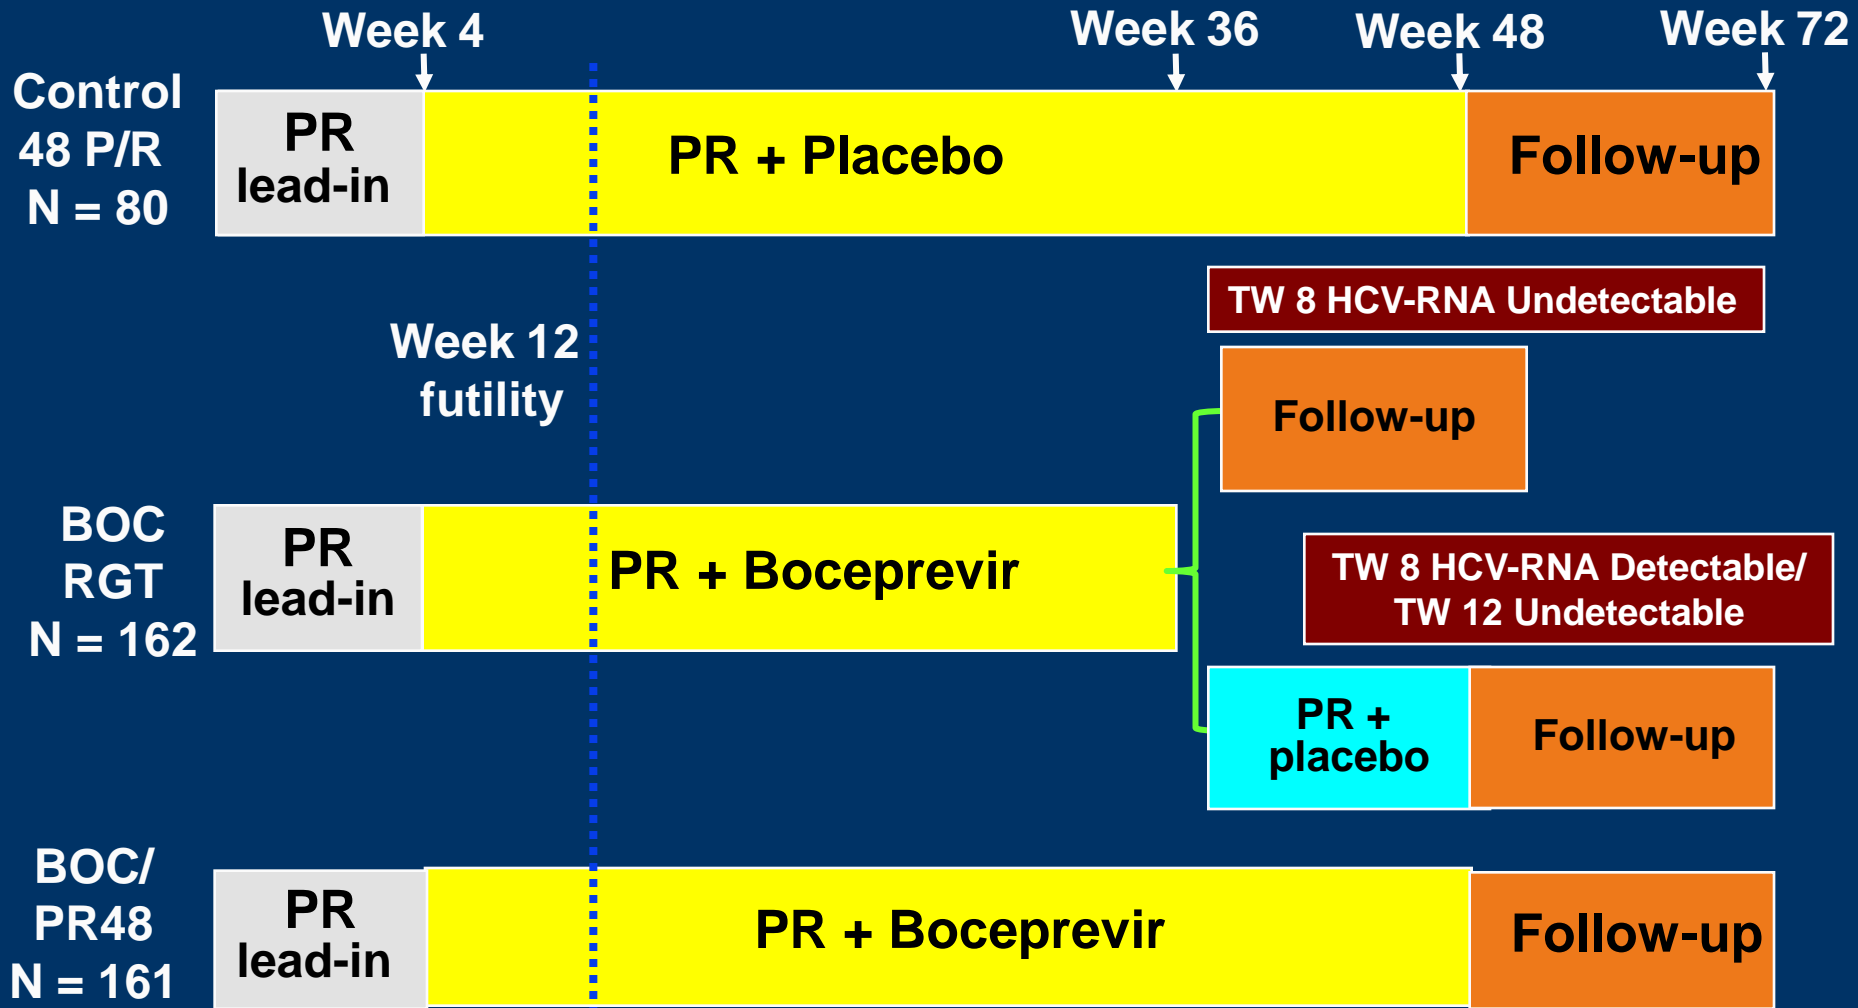 Week 4
Week 36
Week 48
Week 72
Control
48 P/R
N = 80
PR
lead-in
PR + Placebo
Follow-up
TW 8 HCV-RNA Undetectable
Week 12
futility
Follow-up
BOC
RGT
N = 162
PR
lead-in
PR + Boceprevir
TW 8 HCV-RNA Detectable/
TW 12 Undetectable
PR +
placebo
Follow-up
BOC/
PR48
N = 161
PR
lead-in
PR + Boceprevir
Follow-up